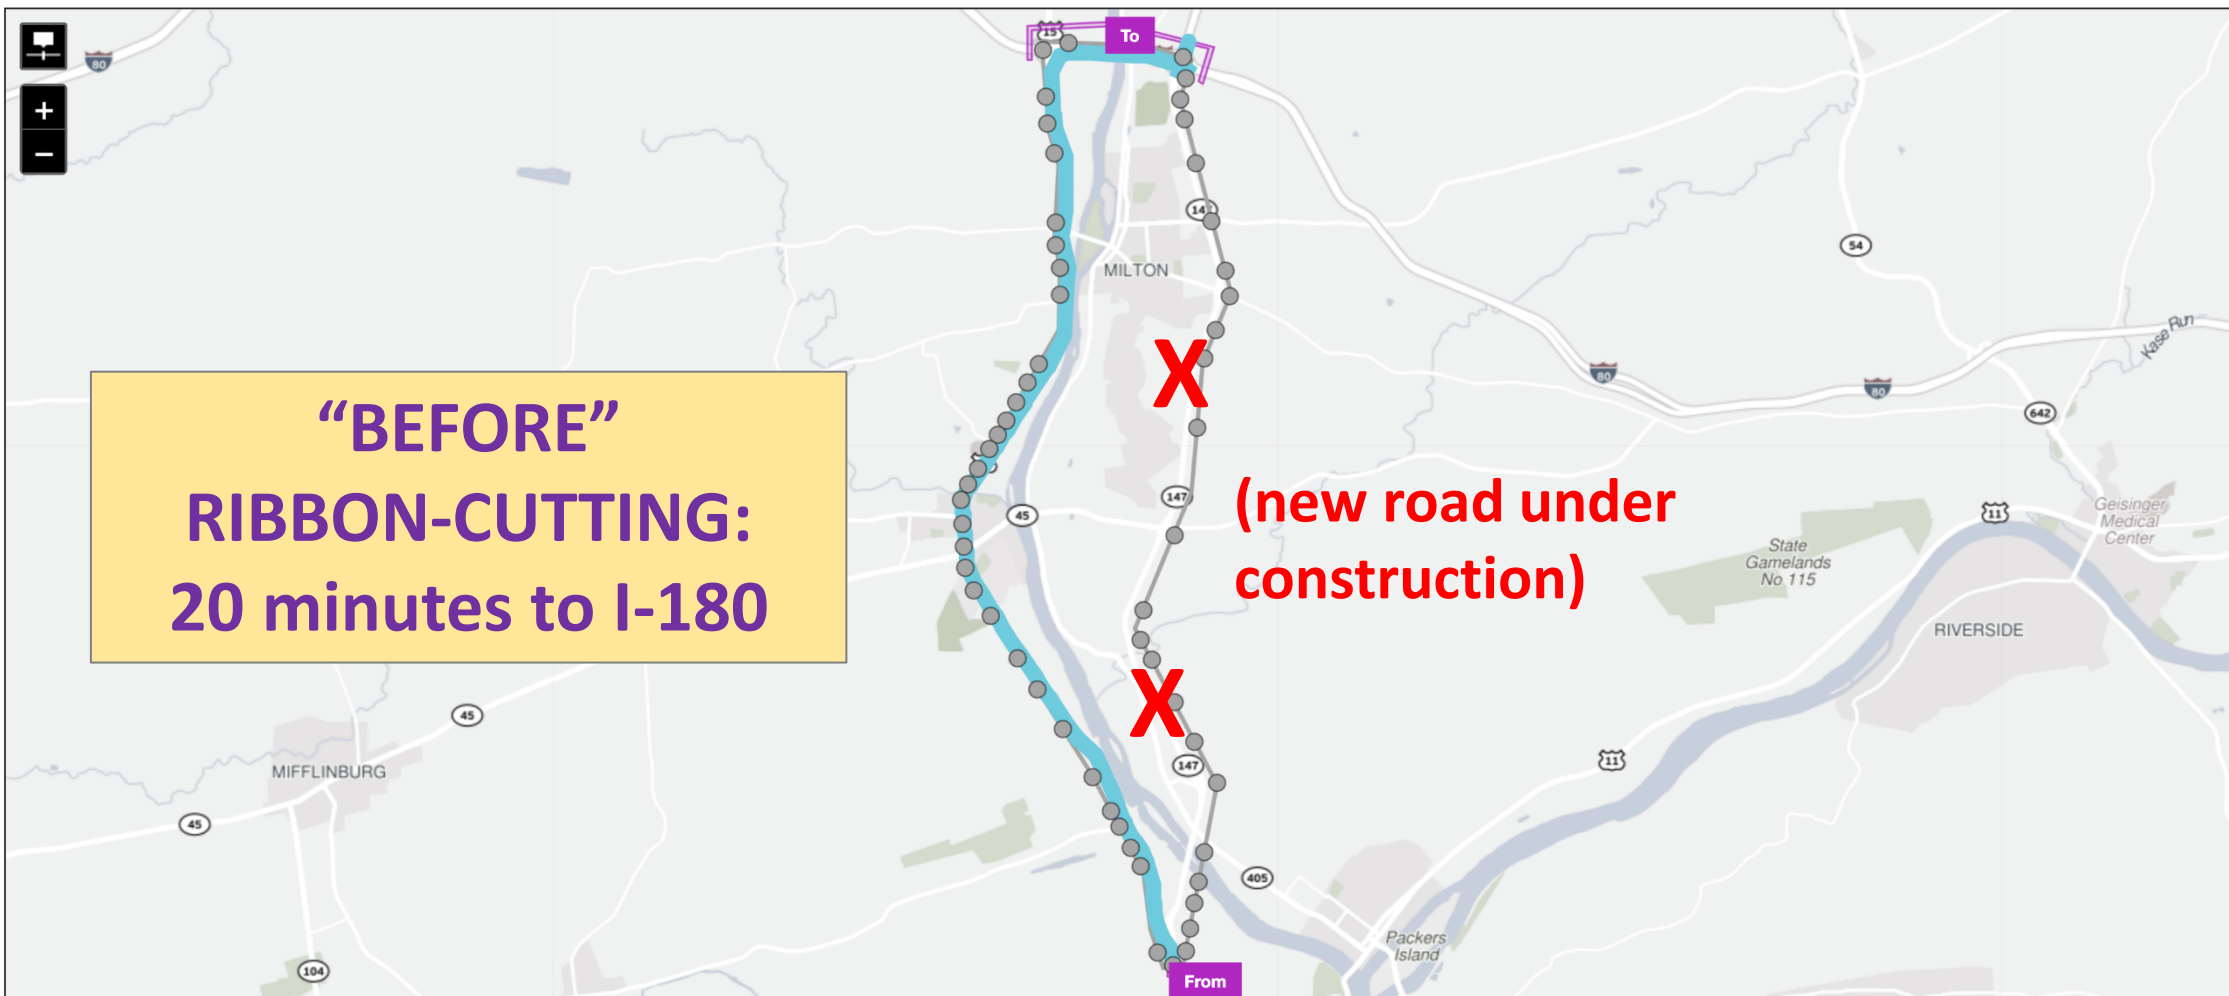 15
To
80
+
−
147
54
MILTON
Kase Run
80
80
642
“BEFORE”
RIBBON-CUTTING:
20 minutes to I-180
(new road under
construction)
X
X
147
45
Geisinger
Medical
Center
11
State
Gamelands
No 115
RIVERSIDE
45
11
147
MIFFLINBURG
45
405
Packers
Island
104
From